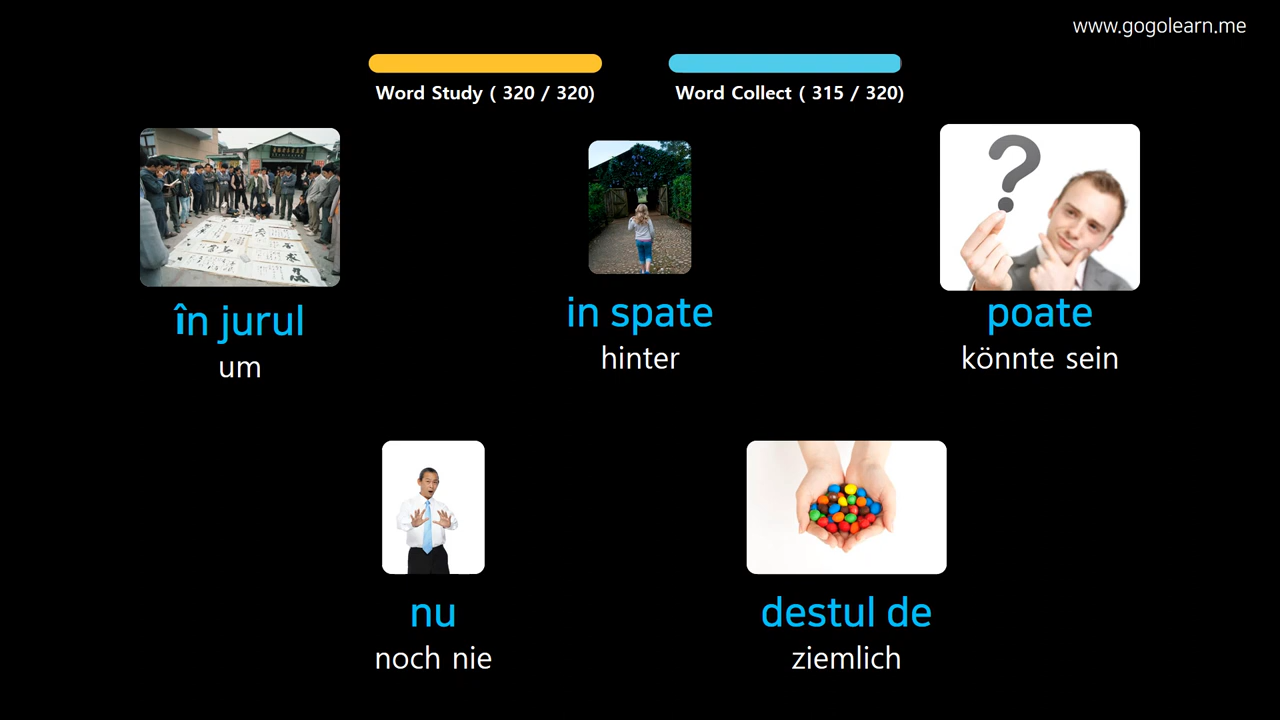 www.gogolearn.me
Word Study ( 320 / 320)
Word Collect ( 315 / 320)
în jurul
um
in spate
hinter
poate
könnte sein
nu
noch nie
destul de
ziemlich